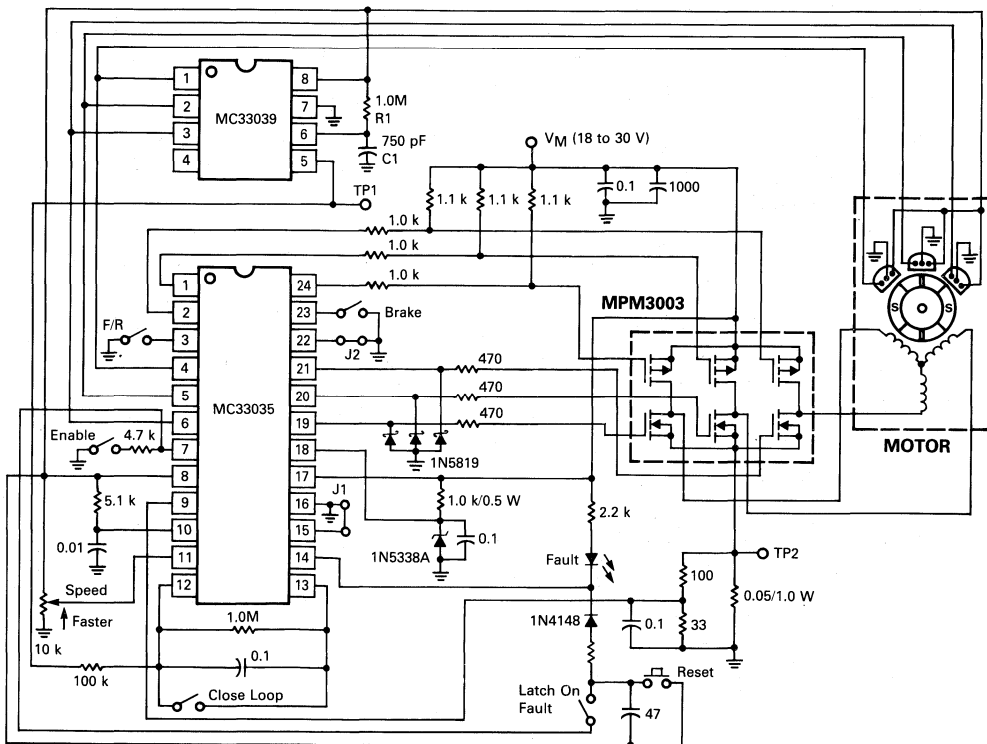 1
2
3
4
MC33039
8
7
6
5
1.0M
R1
750 pF
C1
TP1
VM (18 to 30 V)
1.1 k
1.1 k
1.1 k
0.1
1000
1.0 k
1.0 k
1.0 k
F/R
1
2
3
4
5
6
7
8
9
10
11
12
MC33035
24
23
22
21
20
19
18
17
16
15
14
13
Brake
J2
470
470
470
1N5819
MPM3003
S
S
MOTOR
Enable
4.7 k
5.1 k
0.01
Speed
Faster
10 k
100 k
1.0M
0.1
Close Loop
J1
1.0 k/0.5 W
1N5338A
0.1
2.2 k
Fault
1N4148
TP2
100
0.05/1.0 W
0.1
33
Reset
Latch On
Fault
47